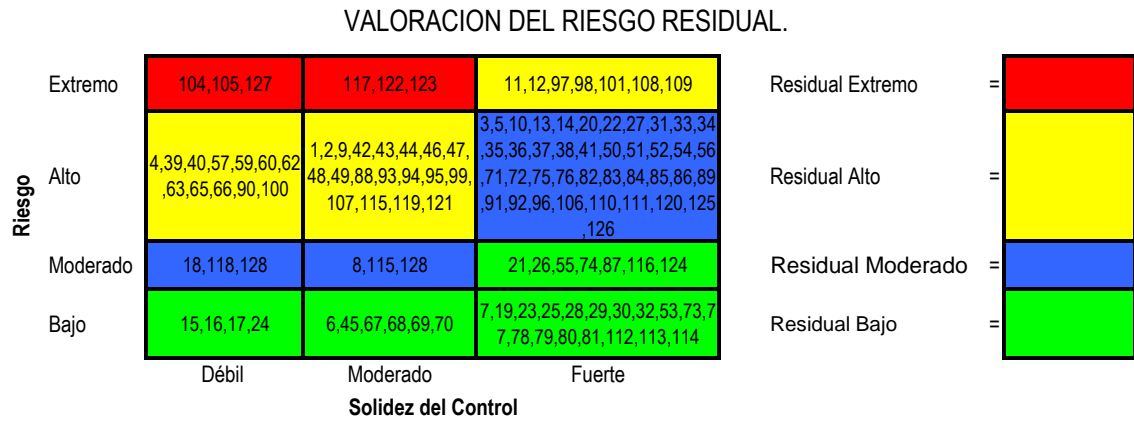 VALORACION DEL RIESGO RESIDUAL.
Riesgo
Extremo
104,105,127
117,122,123
11,12,97,98,101,108,109
Residual Extremo =
Alto
4,39,40,57,59,60,62
,63,65,66,90,100
1,2,9,42,43,44,46,47,
48,49,88,93,94,95,99,
107,115,119,121
3,5,10,13,14,20,22,27,31,33,34
,35,36,37,38,41,50,51,52,54,56
,71,72,75,76,82,83,84,85,86,89
,91,92,96,106,110,111,120,125
,126
Residual Alto =
Moderado
18,118,128
8,115,128
21,26,55,74,87,116,124
Residual Moderado =
Bajo
15,16,17,24
6,45,67,68,69,70
7,19,23,25,28,29,30,32,53,73,7
7,78,79,80,81,112,113,114
Residual Bajo =
Débil Moderado Fuerte
Solidez del Control